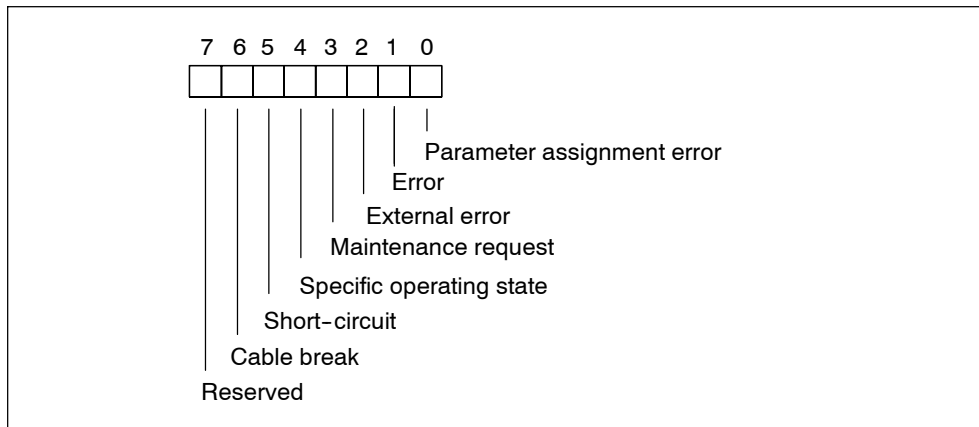 7 6 5 4 3 2 1 0
Parameter assignment error
Error
External error
Maintenance request
Specific operating state
Short-circuit
Cable break
Reserved